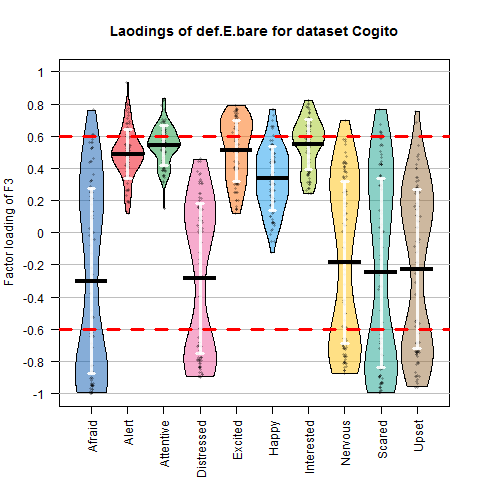 Laodings of def.E.bare for dataset Cogito
Factor loading of F3
1
0.8
0.6
0.4
0.2
0
-0.2
-0.4
-0.6
-0.8
-1
Afraid
Alert
Attentive
Distressed
Excited
Happy
Interested
Nervous
Scared
Upset